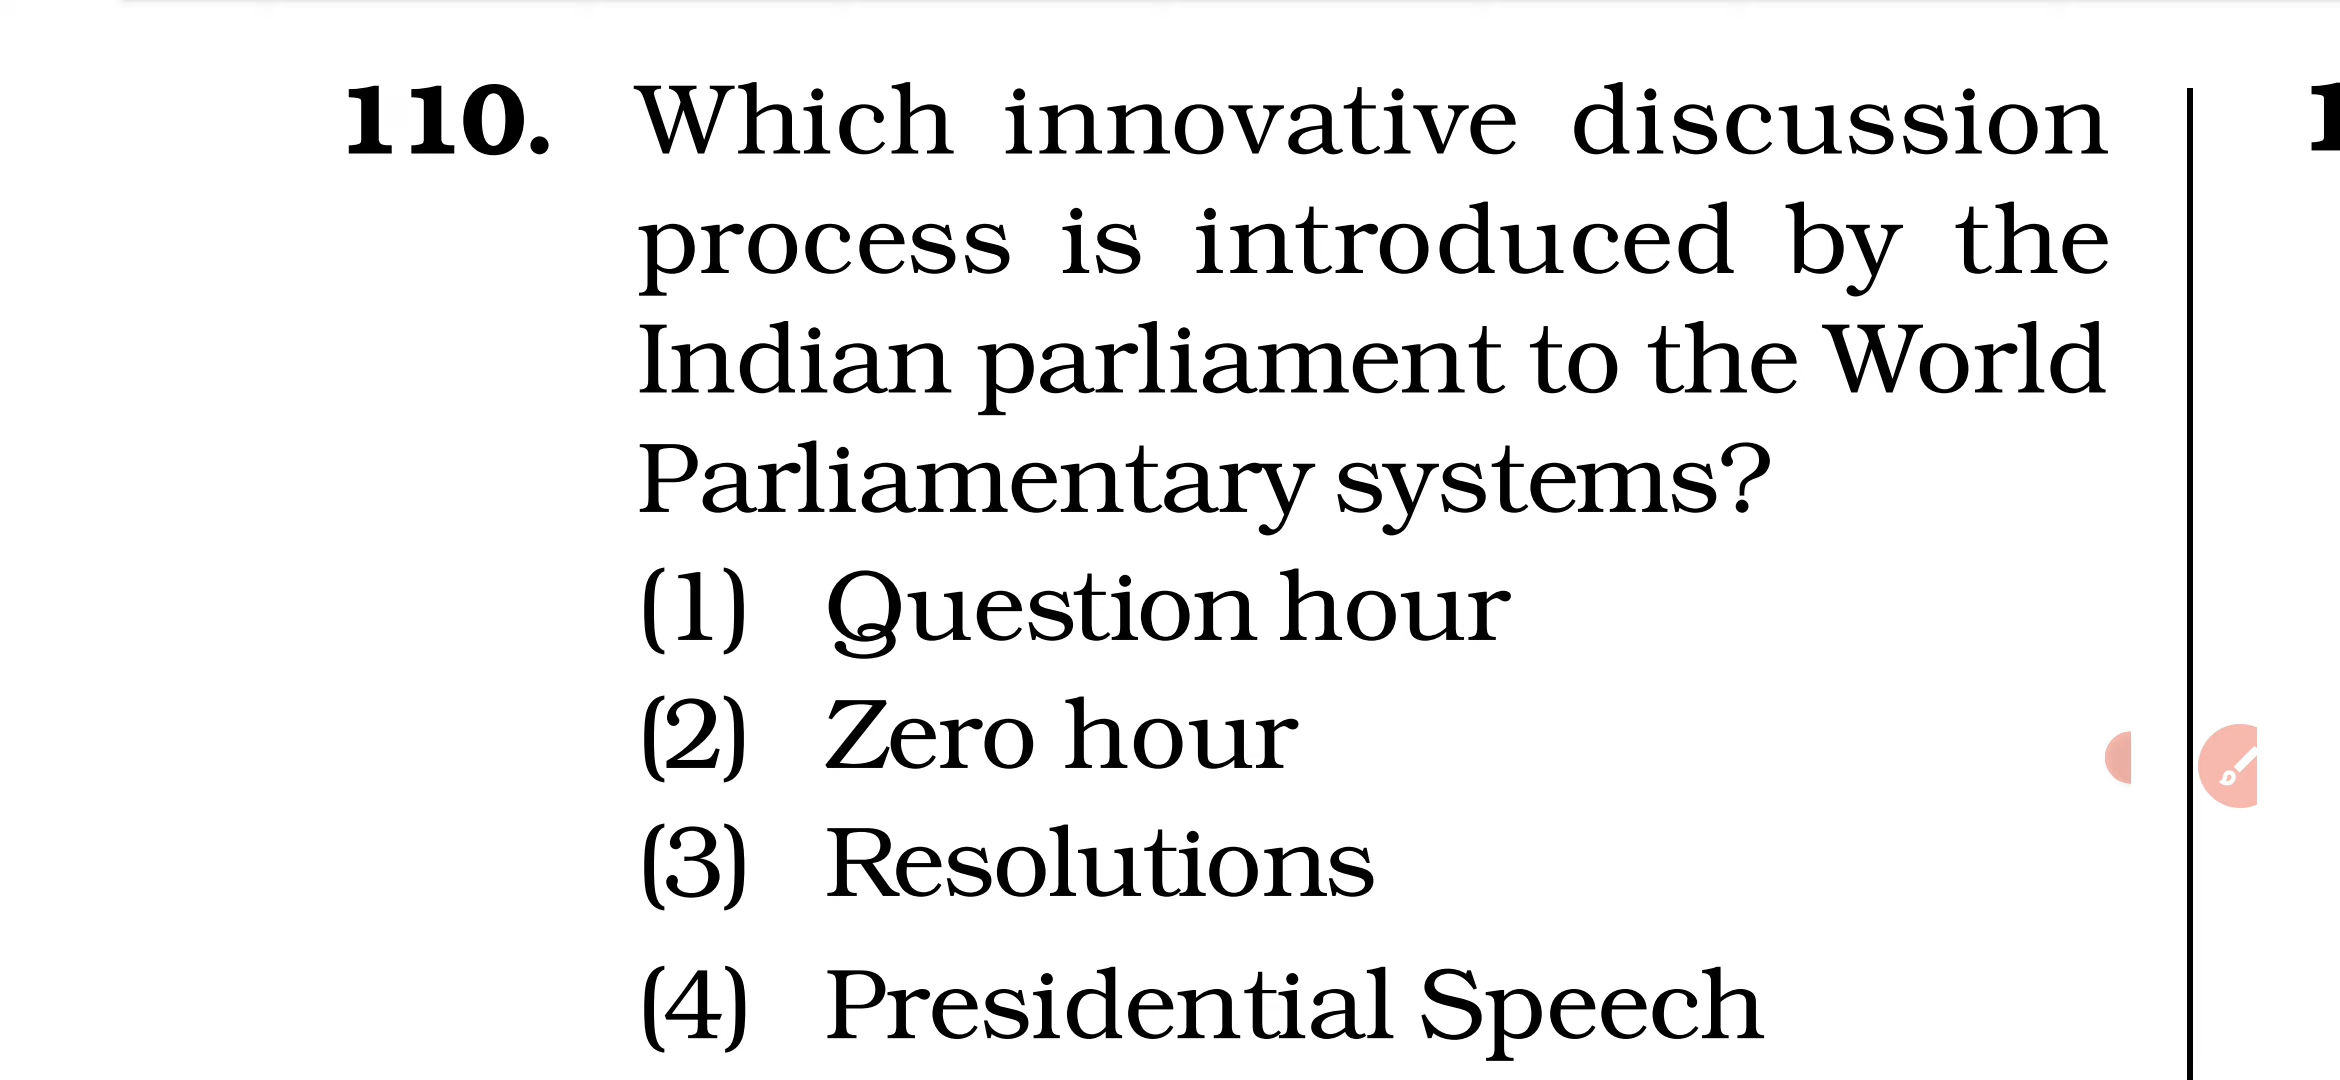 110. Which innovative discussion
process is introduced by the
Indian parliament to the World
Parliamentary systems?
(1) Question hour
(2) Zero hour
(3) Resolutions
(4) Presidential Speech